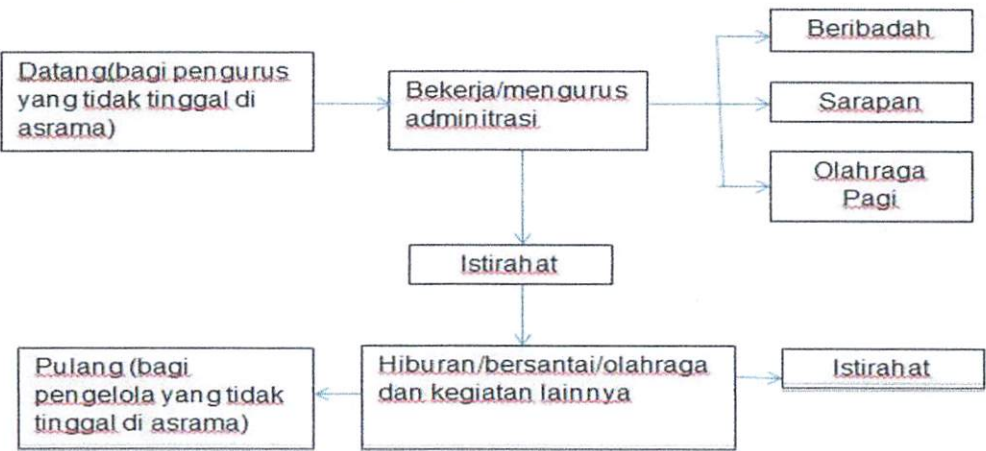 Beribadah
Datang(bagi pengurus
yang tidak tinggal di
asrama)
Bekerja/mengurus
adminitrasi
Sarapan
Olahraga
Pagi
Istirahat
Pulang (bagi
pengelola yang tidak
tinggal di asrama)
Hiburan/bersantai/olahraga
dan kegiatan lainnya
Istirahat